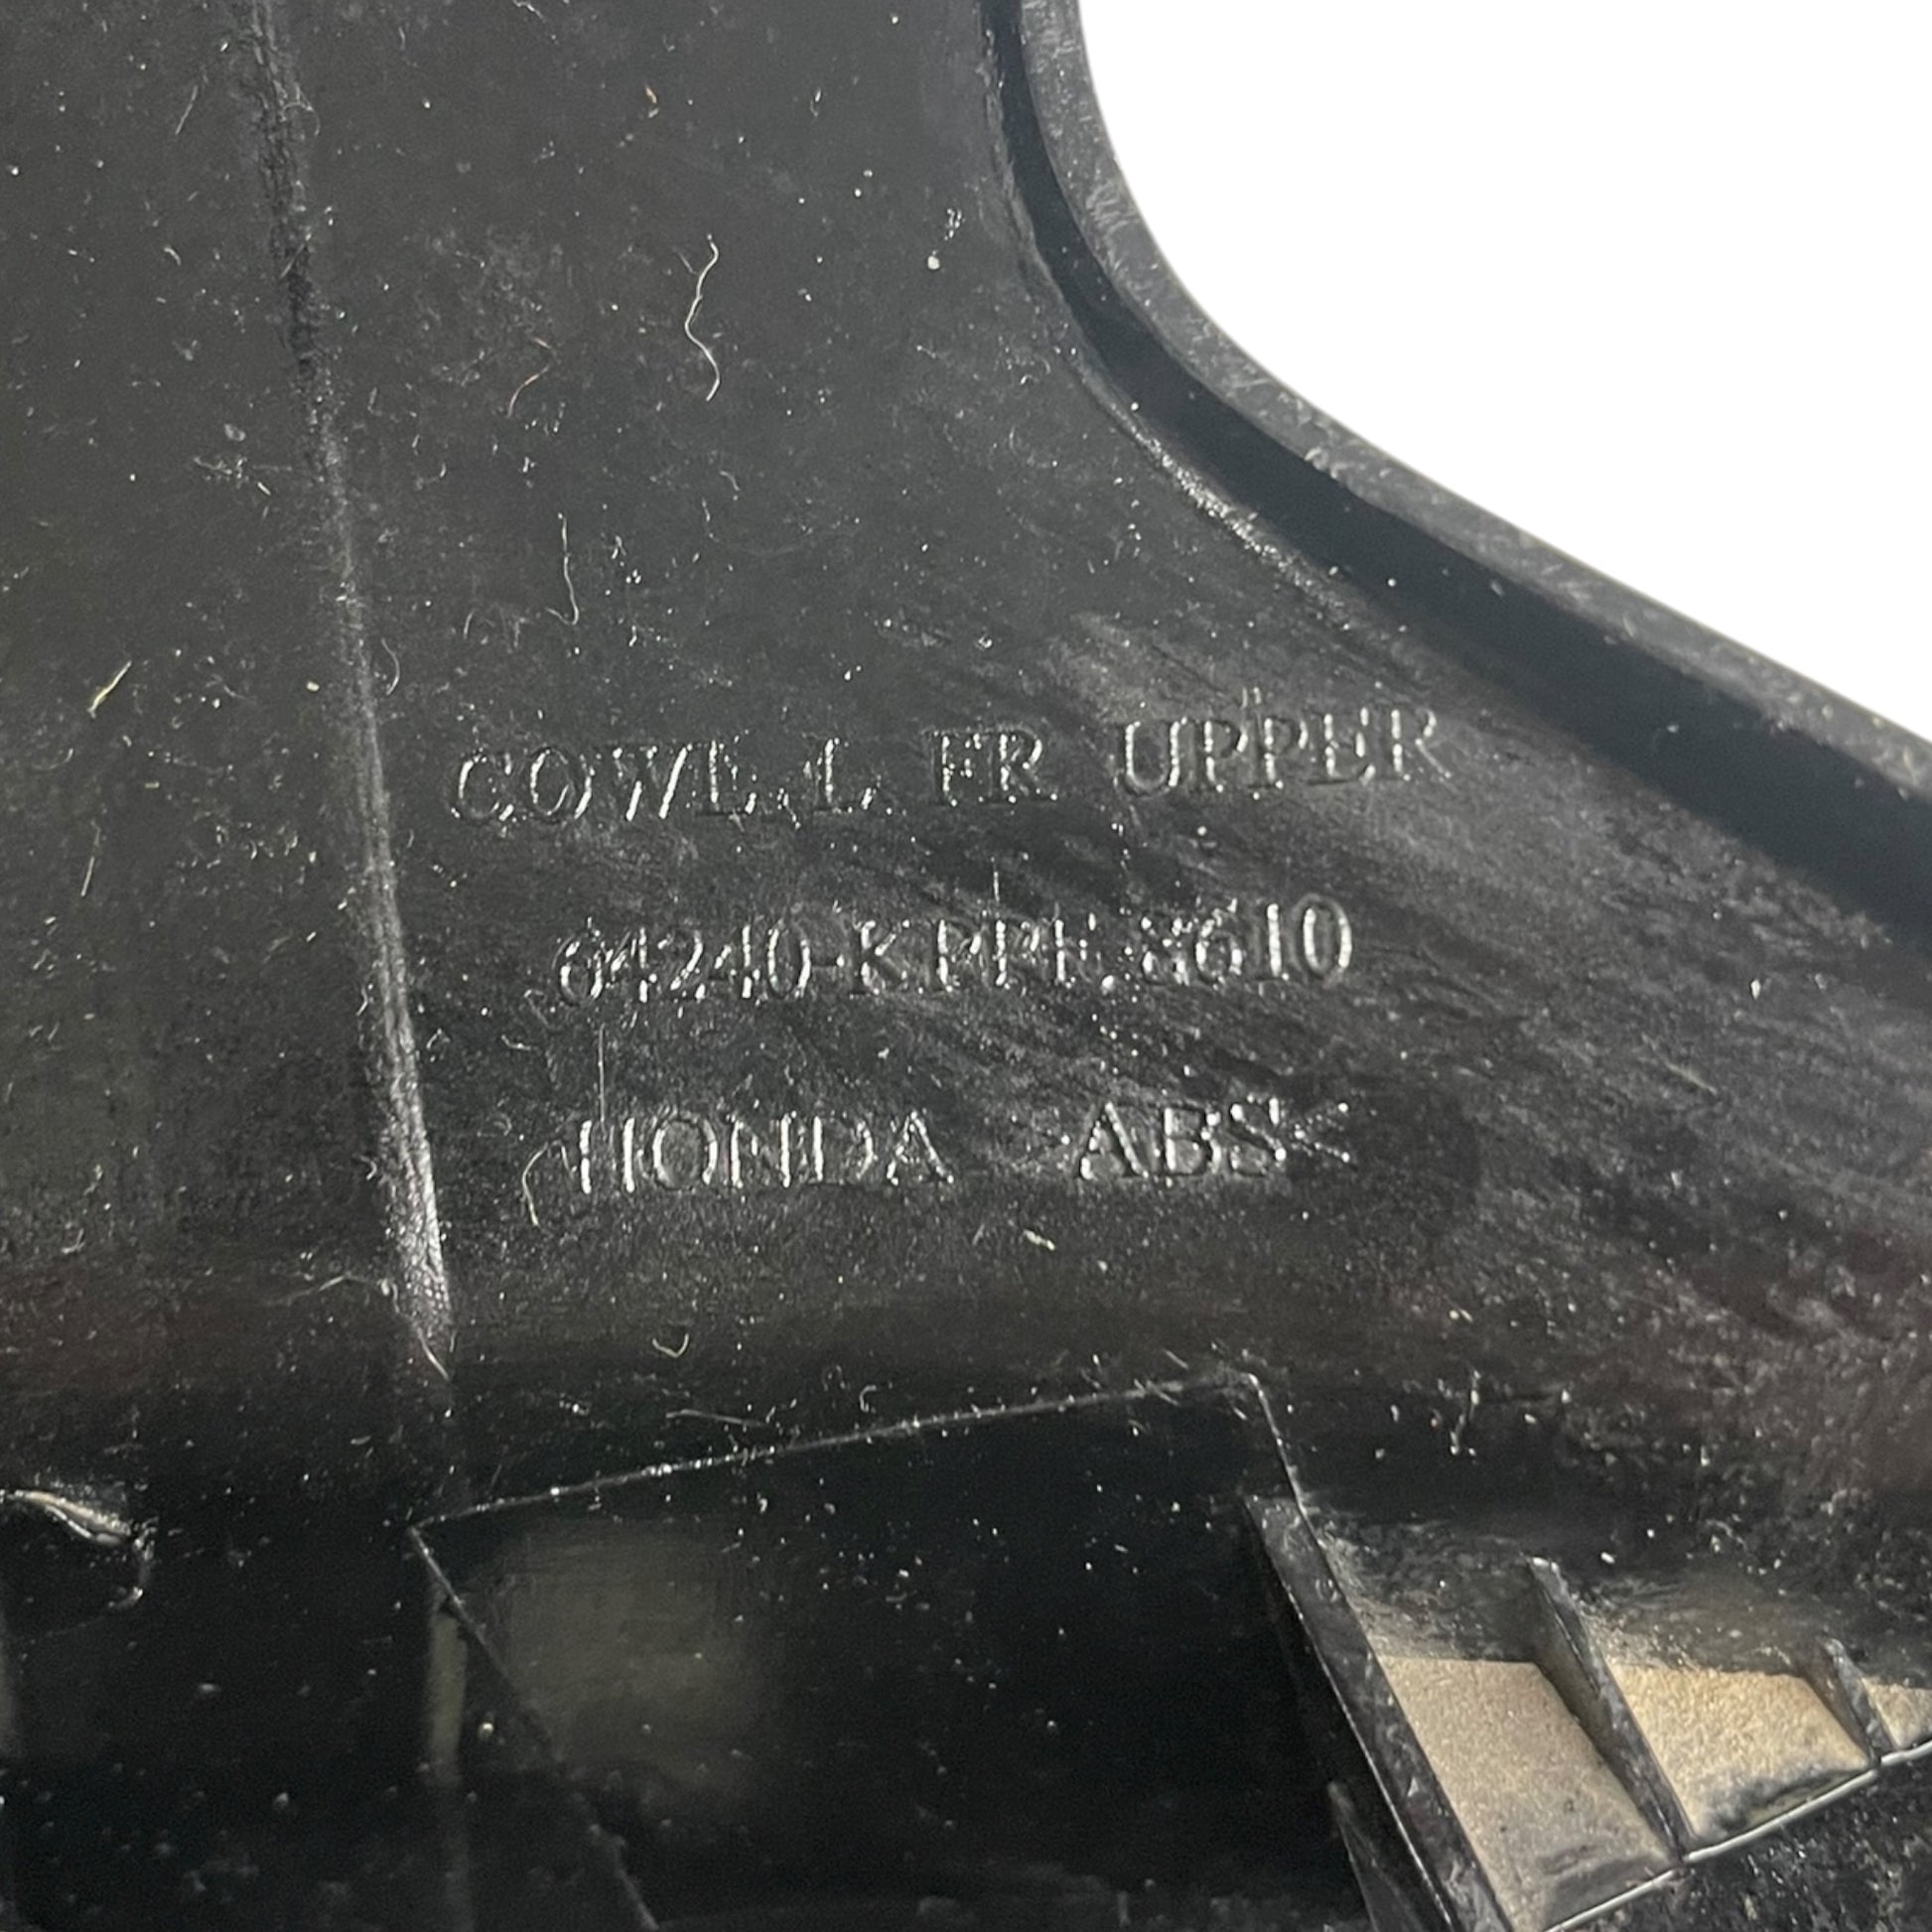 COWL,L. FR UPPER
64240-KPPE.8610
HONDA >ABS<